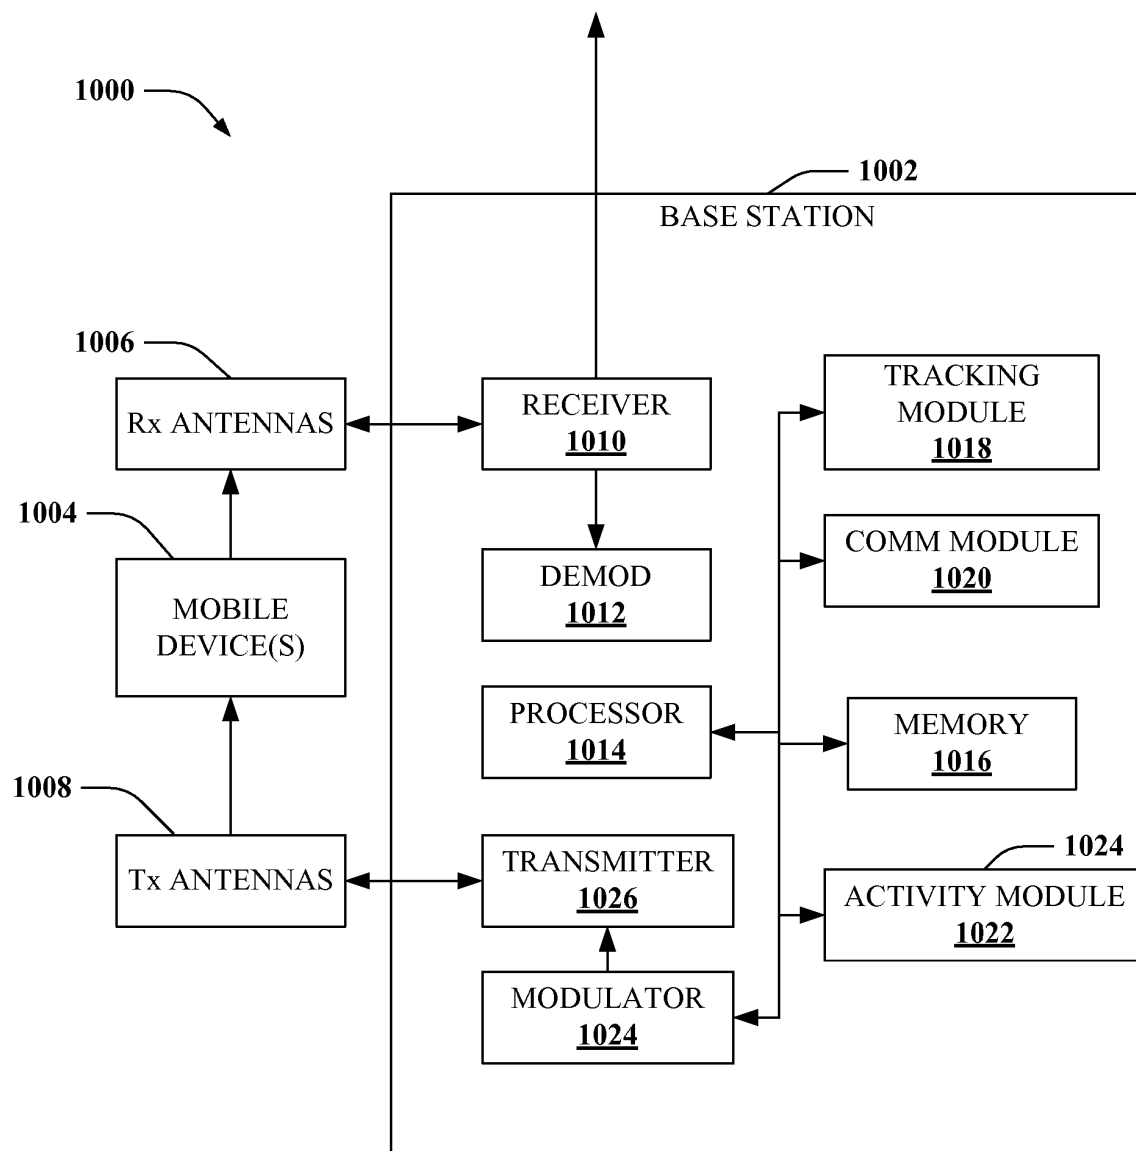 1000
1002
BASE STATION
1006
Rx ANTENNAS
RECEIVER
1010
TRACKING
MODULE
1018
1004
MOBILE
DEVICE(S)
DEMOD
1012
COMM MODULE
1020
PROCESSOR
1014
MEMORY
1016
1008
Tx ANTENNAS
TRANSMITTER
1026
1024
ACTIVITY MODULE
1022
MODULATOR
1024